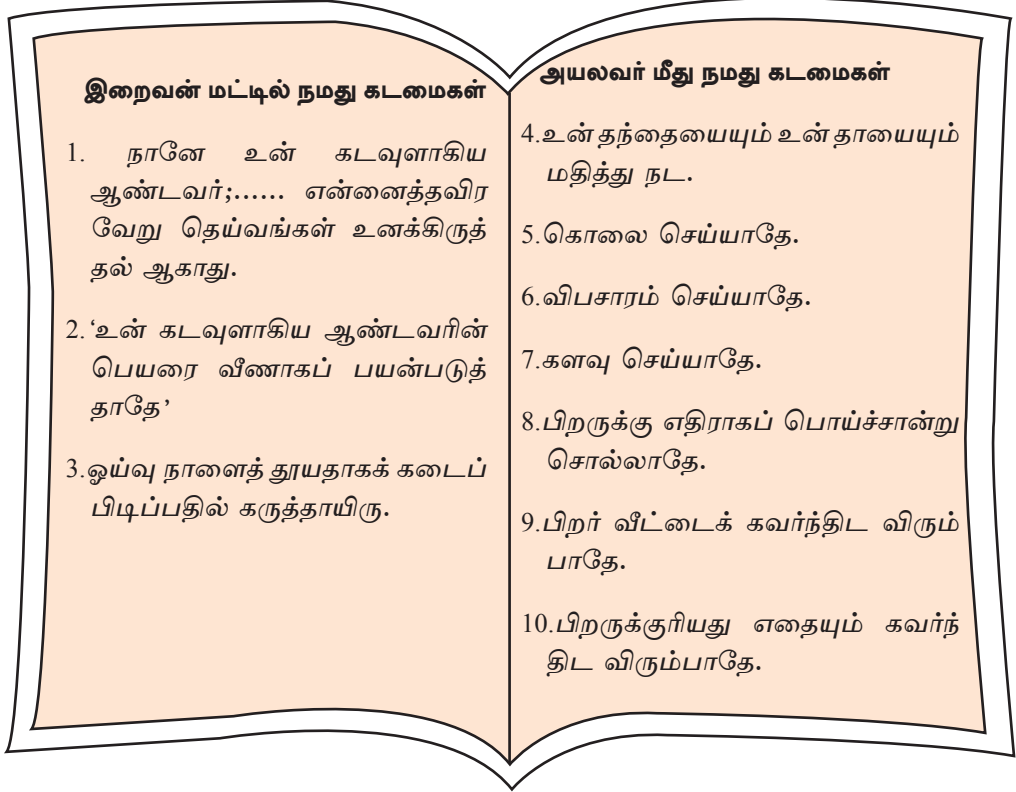 இறைவன் மட்டில் நமது கடமைகள்
1. நானே உன் கடவுளாகிய
ஆண்டவர்;...... என்னைத்தவிர
வேறு தெய்வங்கள் உனக்கிருத்
தல் ஆகாது.
2. ‘உன் கடவுளாகிய ஆண்டவரின்
பெயரை வீணாகப் பயன்படுத்
தாதே’
3.ஓய்வு நாளைத் தூயதாகக் கடைப்
பிடிப்பதில் கருத்தாயிரு.
அயலவர் மீது நமது கடமைகள்
4.உன் தந்தையையும் உன் தாயையும்
மதித்து நட.
5.கொலை செய்யாதே.
6.விபசாரம் செய்யாதே.
7.களவு செய்யாதே.
8.பிறருக்கு எதிராகப் பொய்ச்சான்று
சொல்லாதே.
9.பிறர் வீட்டைக் கவர்ந்திட விரும்
பாதே.
10.பிறருக்குரியது எதையும் கவர்ந்
திட விரும்பாதே.